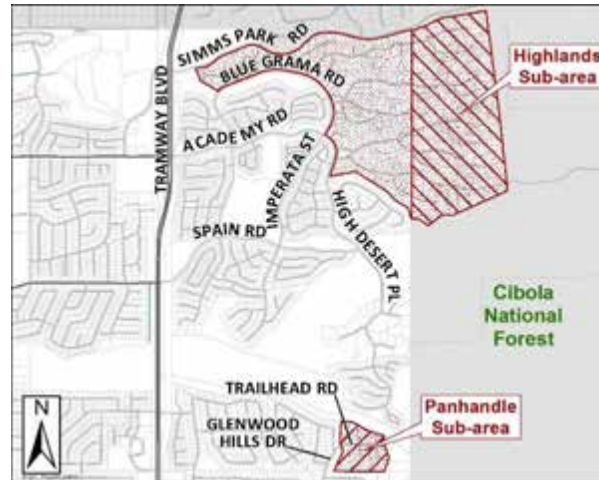 SIMMS PARK RD
BLUE GRAMA RD
Highlands
Sub-area
TRAMWAY BLVD
ACADEMY RD
IMPERATA ST
HIGH DESERT PL
SPAIN RD
Cibola
National
Forest
TRAILHEAD RD
GLENWOOD
HILLS DR
Panhandle
Sub-area
N